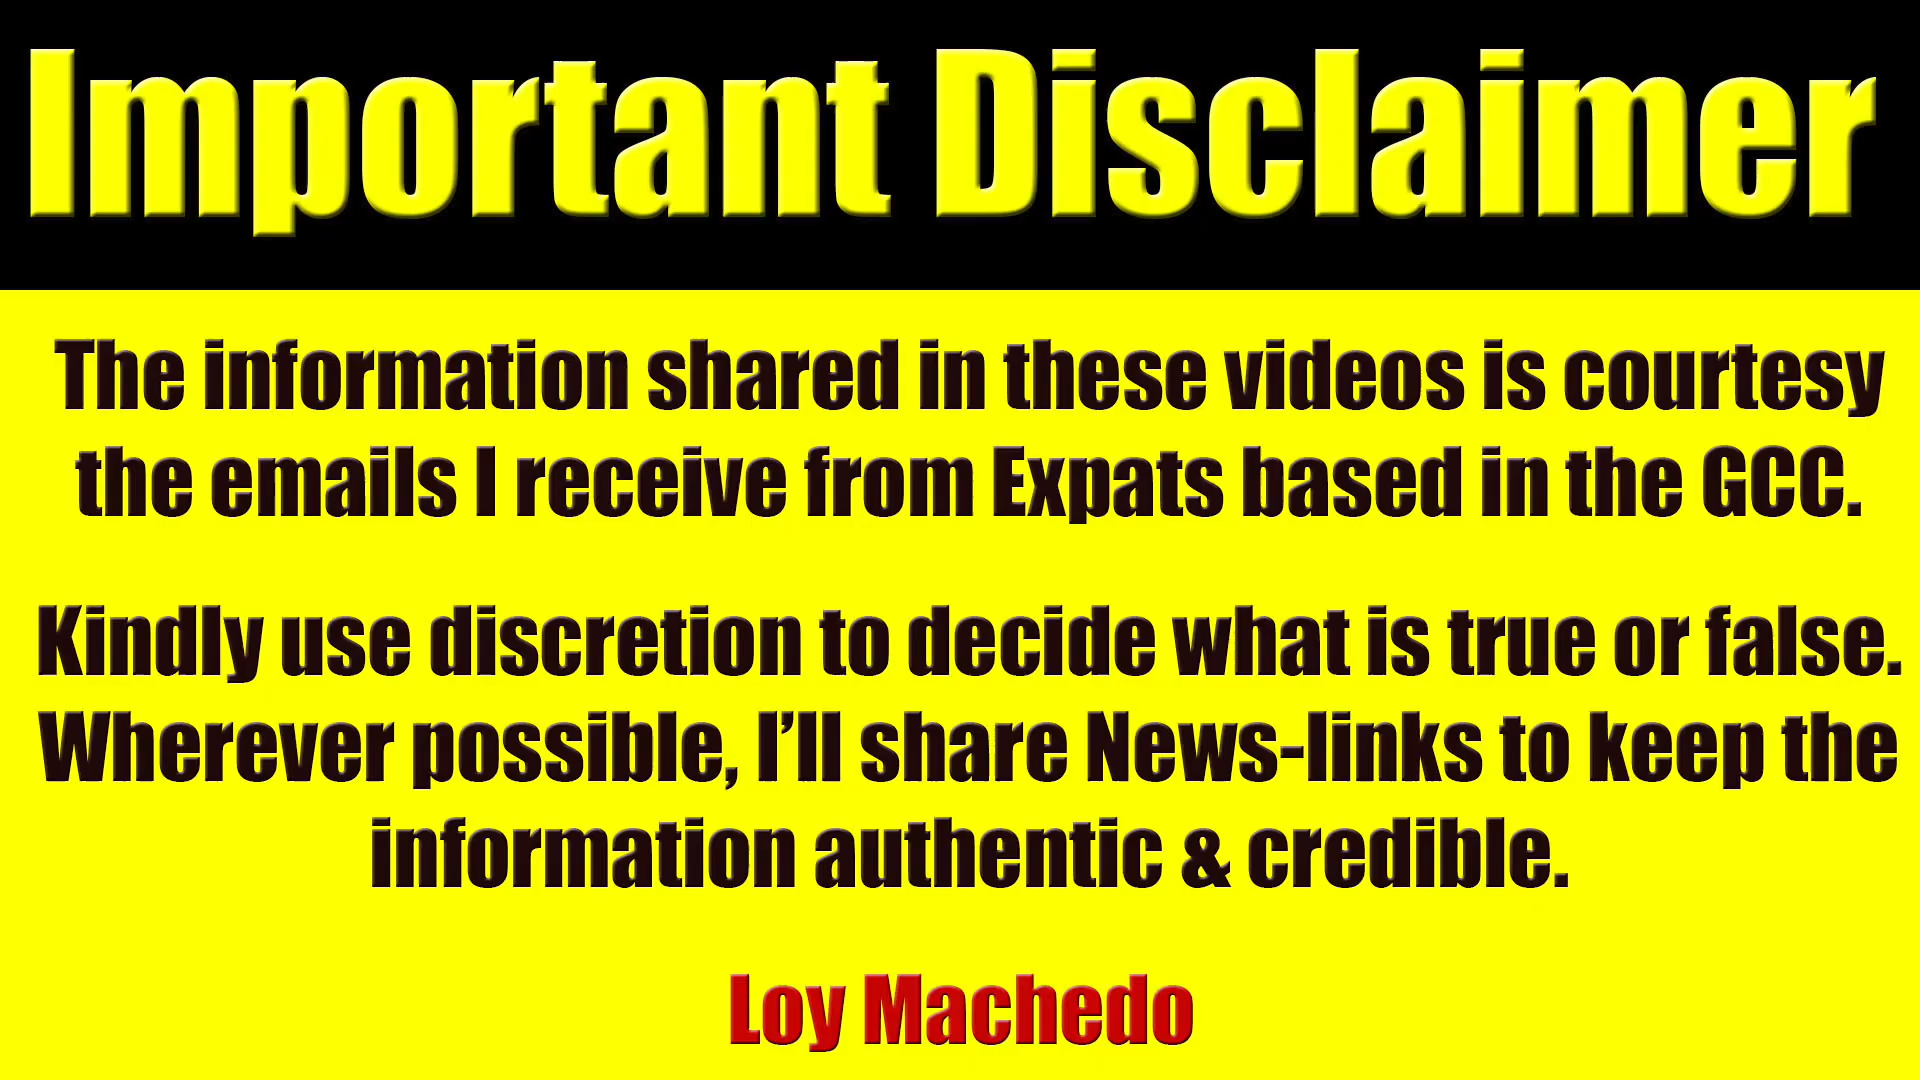 Important Disclaimer
The information shared in these videos is courtesy
the emails I receive from Expats based in the GCC.
Kindly use discretion to decide what is true or false.
Wherever possible, I’ll share News-links to keep the
information authentic & credible.
Loy Machedo